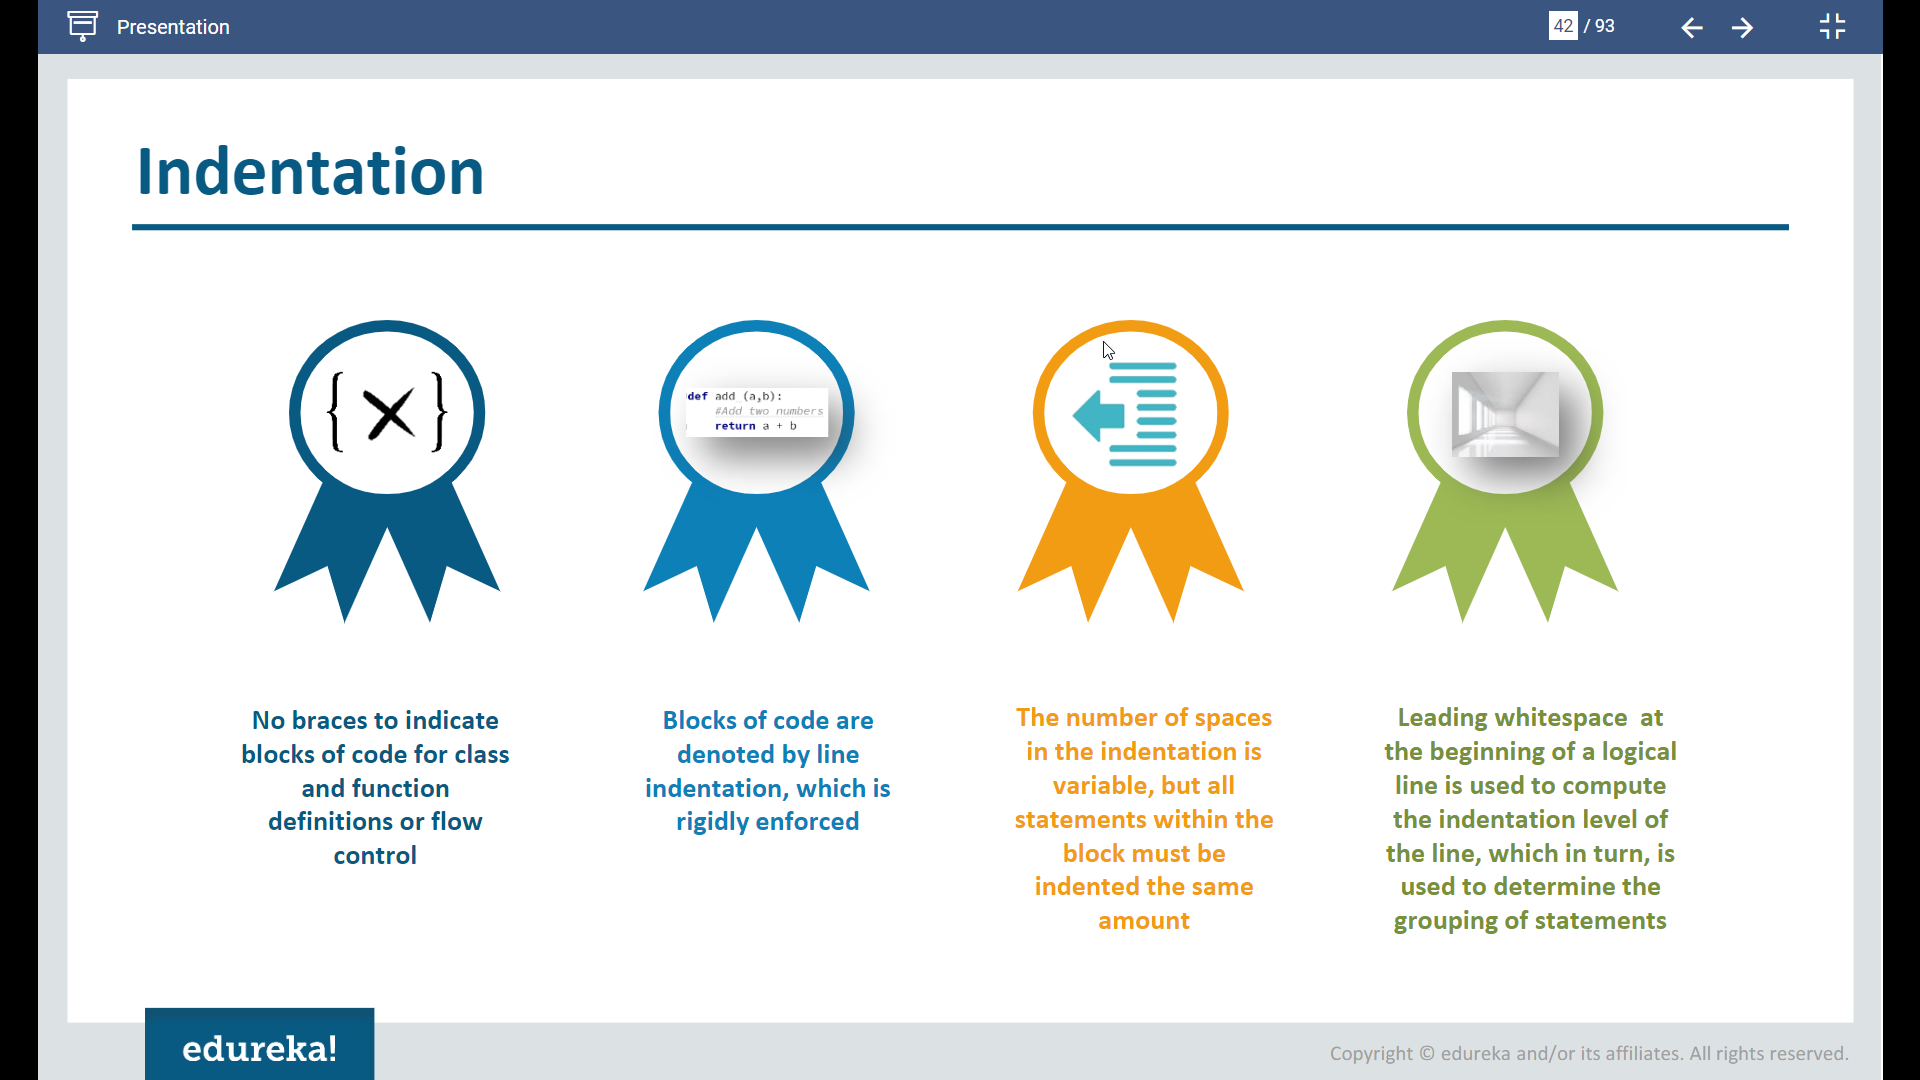 Presentation
42 / 93
Indentation
{ X }
def add (a,b):
#Add two numbers
return a + b
No braces to indicate
blocks of code for class
and function
definitions or flow
control
Blocks of code are
denoted by line
indentation, which is
rigidly enforced
The number of spaces
in the indentation is
variable, but all
statements within the
block must be
indented the same
amount
Leading whitespace at
the beginning of a logical
line is used to compute
the indentation level of
the line, which in turn, is
used to determine the
grouping of statements
edureka!
Copyright © edureka and/or its affiliates. All rights reserved.